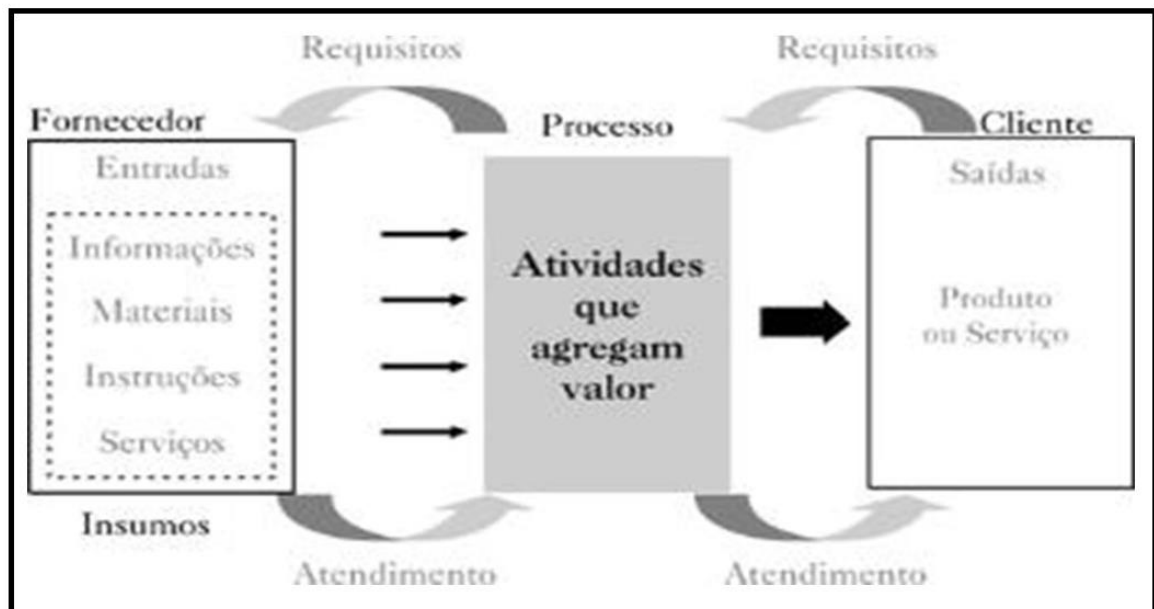 Requisitos
Requisitos
Fornecedor
Processo
Cliente
Entradas
Informações
Materiais
Instruções
Serviços
Insumos
Atividades
que
agregam
valor
Saídas
Produto
ou Serviço
Atendimento
Atendimento